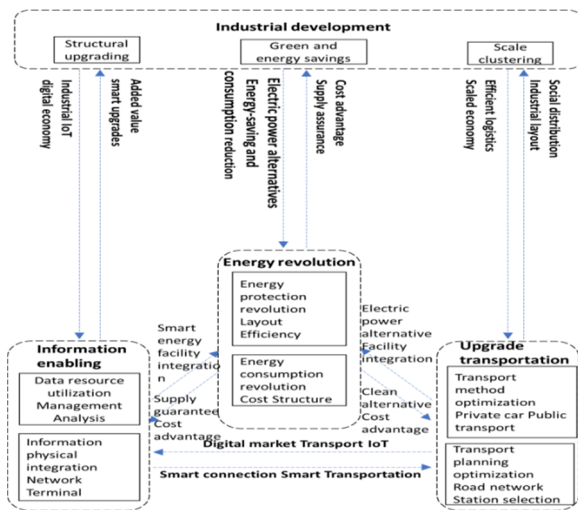 Industrial development
Structural
upgrading
Green and
energy savings
Scale
clustering
Industrial IoT
digital economy
Added value
smart upgrades
Electric power alternatives
Energy-saving and
consumption reduction
Cost advantage
Supply assurance
Efficient logistics
Scaled economy
Social distribution
Industrial layout
Energy revolution
Energy
protection
revolution
Layout
Efficiency
Energy
consumption
revolution
Cost Structure
Smart
energy
facility
integratio
n
Supply
guarantee
Cost
advantage
Electric
power
alternative
Facility
Integration
Clean
alternative
Cost
advantage
Information
enabling
Data resource
utilization
Management
Analysis
Information
physical
integration
Network
Terminal
Upgrade
transportation
Transport
method
optimization
Private car Public
transport
Transport
planning
optimization
Road network
Station selection
Digital market Transport IoT
Smart connection Smart Transportation